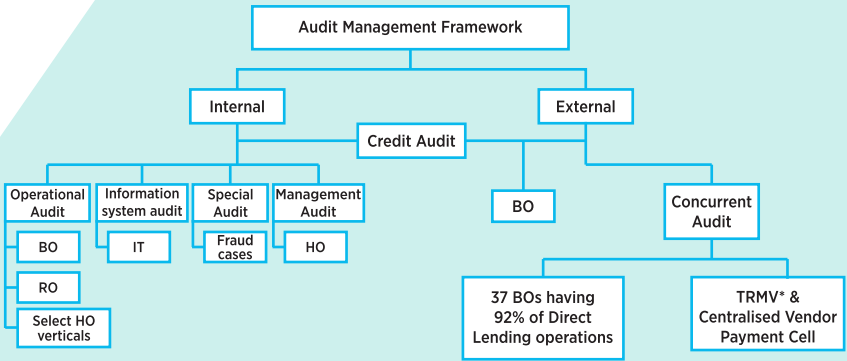 Audit Management Framework
Internal
External
Credit Audit
Operational
Audit
Information
system audit
Special
Audit
Management
Audit
BO
Concurrent
Audit
BO
IT
Fraud
cases
HO
RO
Select HO
verticals
37 BOs having
92% of Direct
Lending operations
TRMV* &
Centralised Vendor
Payment Cell